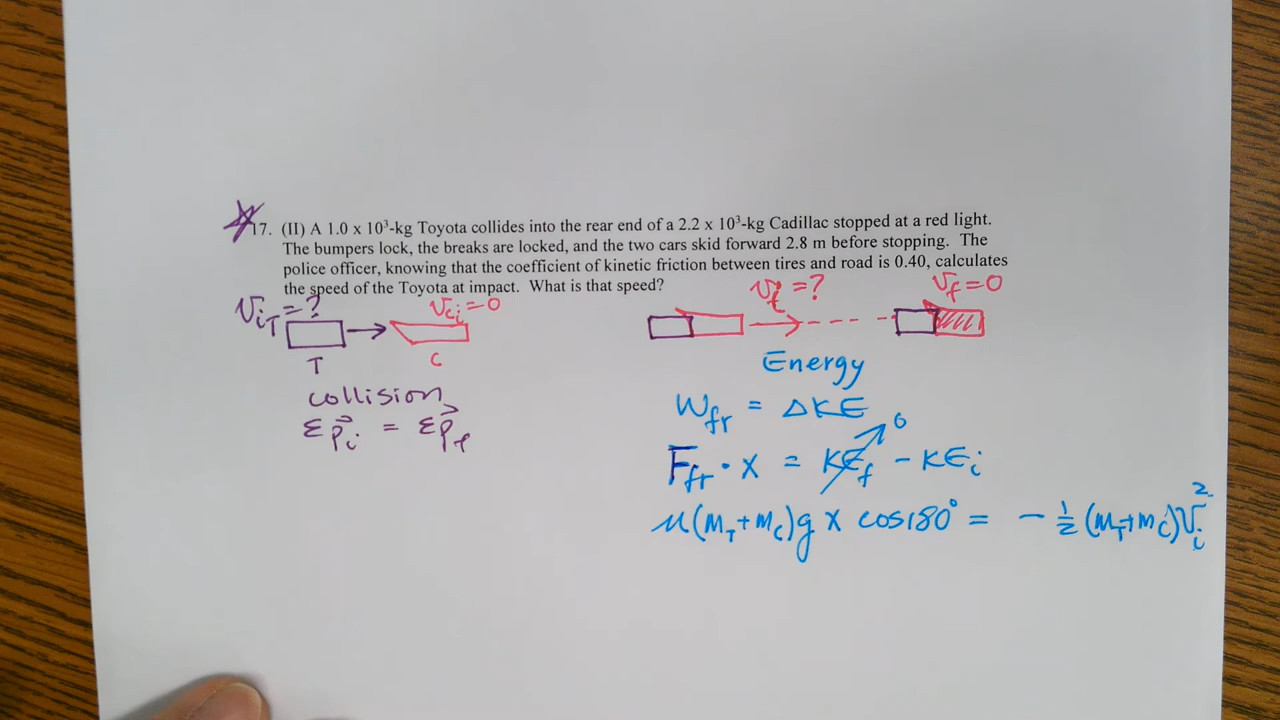 17. (II) A 1.0 x 10³-kg Toyota collides into the rear end of a 2.2 x 10³-kg Cadillac stopped at a red light.
The bumpers lock, the breaks are locked, and the two cars skid forward 2.8 m before stopping. The
police officer, knowing that the coefficient of kinetic friction between tires and road is 0.40, calculates
the speed of the Toyota at impact. What is that speed?
V_iT = ?
V_Ci = 0
T
C
collision
Σp⃗_i = Σp⃗_f
V_i = ?
V_f = 0
Energy
W_fr = ΔKE
F_fr · x = KE_f - KE_i
0
μ(m_T+m_C)g x cos180° = - ½ (m_T+m_C)V_i²